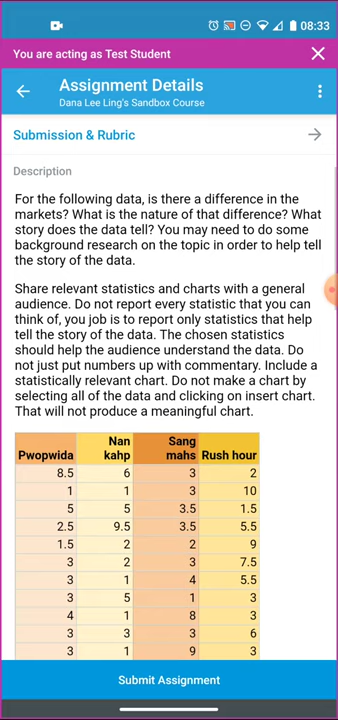 08:33
You are acting as Test Student
Assignment Details
Dana Lee Ling's Sandbox Course
Submission & Rubric
Description
For the following data, is there a difference in the
markets? What is the nature of that difference? What
story does the data tell? You may need to do some
background research on the topic in order to help tell
the story of the data.
Share relevant statistics and charts with a general
audience. Do not report every statistic that you can
think of, you job is to report only statistics that help
tell the story of the data. The chosen statistics
should help the audience understand the data. Do
not just put numbers up with commentary. Include a
statistically relevant chart. Do not make a chart by
selecting all of the data and clicking on insert chart.
That will not produce a meaningful chart.
Nan Sang
Pwopwida kahp mahs Rush hour
8.5 6 3 2
1 1 3 10
5 5 3.5 1.5
2.5 9.5 3.5 5.5
1.5 2 2 9
3 2 3 7.5
3 1 4 5.5
3 5 1 3
4 1 8 3
3 3 3 6
3 1 9 3
Submit Assignment